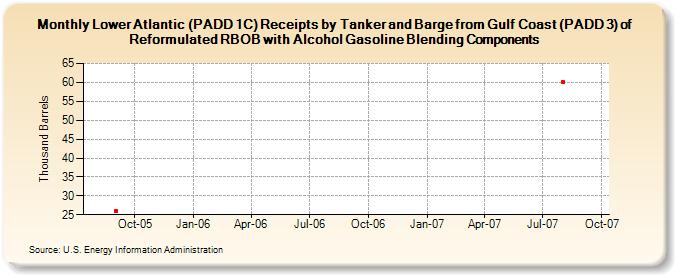 Monthly Lower Atlantic (PADD 1C) Receipts by Tanker and Barge from Gulf Coast (PADD 3) of
Reformulated RBOB with Alcohol Gasoline Blending Components
Thousand Barrels
65
60
55
50
45
40
35
30
25
Oct-05 Jan-06 Apr-06 Jul-06 Oct-06 Jan-07 Apr-07 Jul-07 Oct-07
Source: U.S. Energy Information Administration